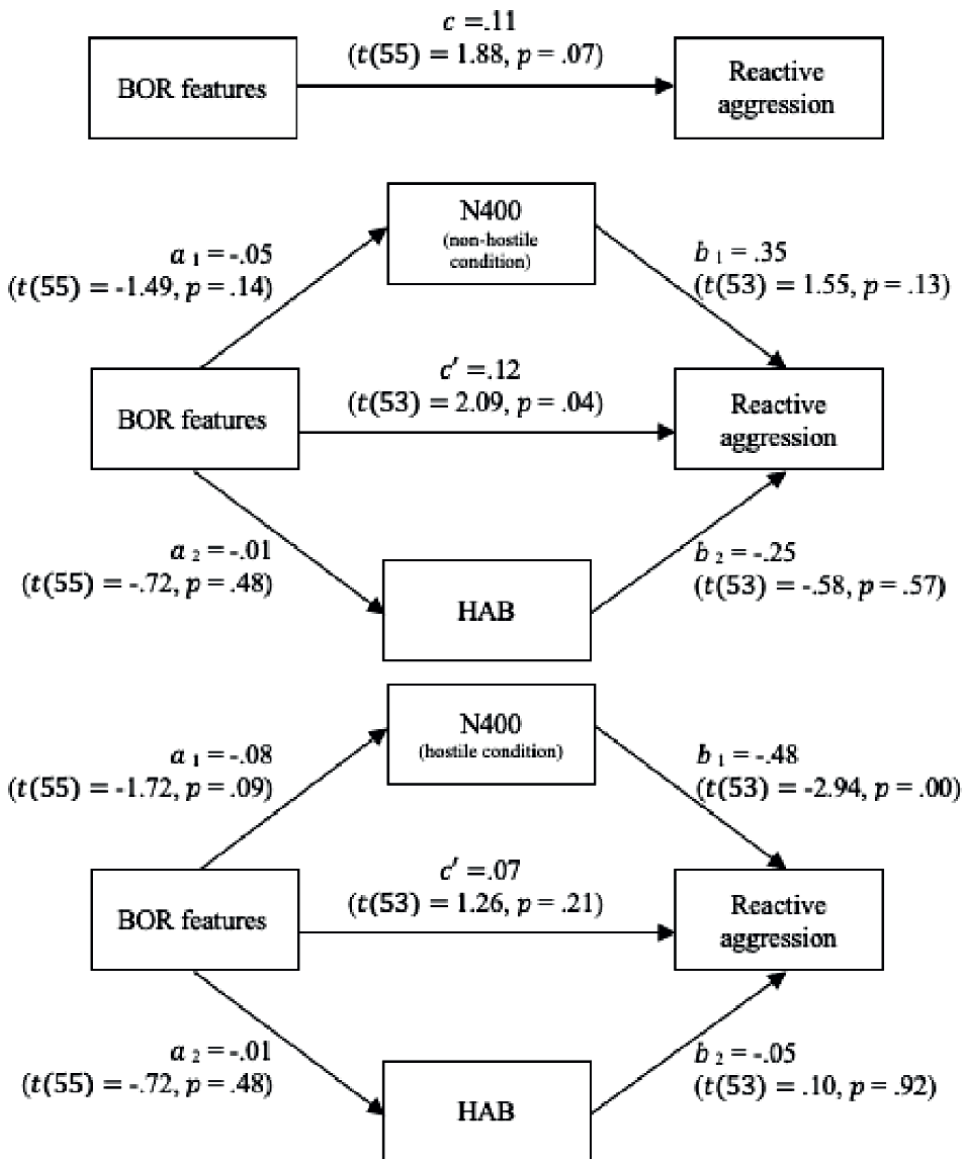 c =.11
(t(55) = 1.88, p = .07)
BOR features
Reactive
aggression
N400
(non-hostile
condition)
a 1 = -.05
(t(55) = -1.49, p = .14)
b 1 = .35
(t(53) = 1.55, p = .13)
c′ =.12
(t(53) = 2.09, p = .04)
BOR features
Reactive
aggression
a 2 = -.01
(t(55) = -.72, p = .48)
b 2 = -.25
(t(53) = -.58, p = .57)
HAB
N400
(hostile condition)
a 1 = -.08
(t(55) = -1.72, p = .09)
b 1 = -.48
(t(53) = -2.94, p = .00)
c′ =.07
(t(53) = 1.26, p = .21)
BOR features
Reactive
aggression
a 2 = -.01
(t(55) = -.72, p = .48)
b 2 = -.05
(t(53) = .10, p = .92)
HAB